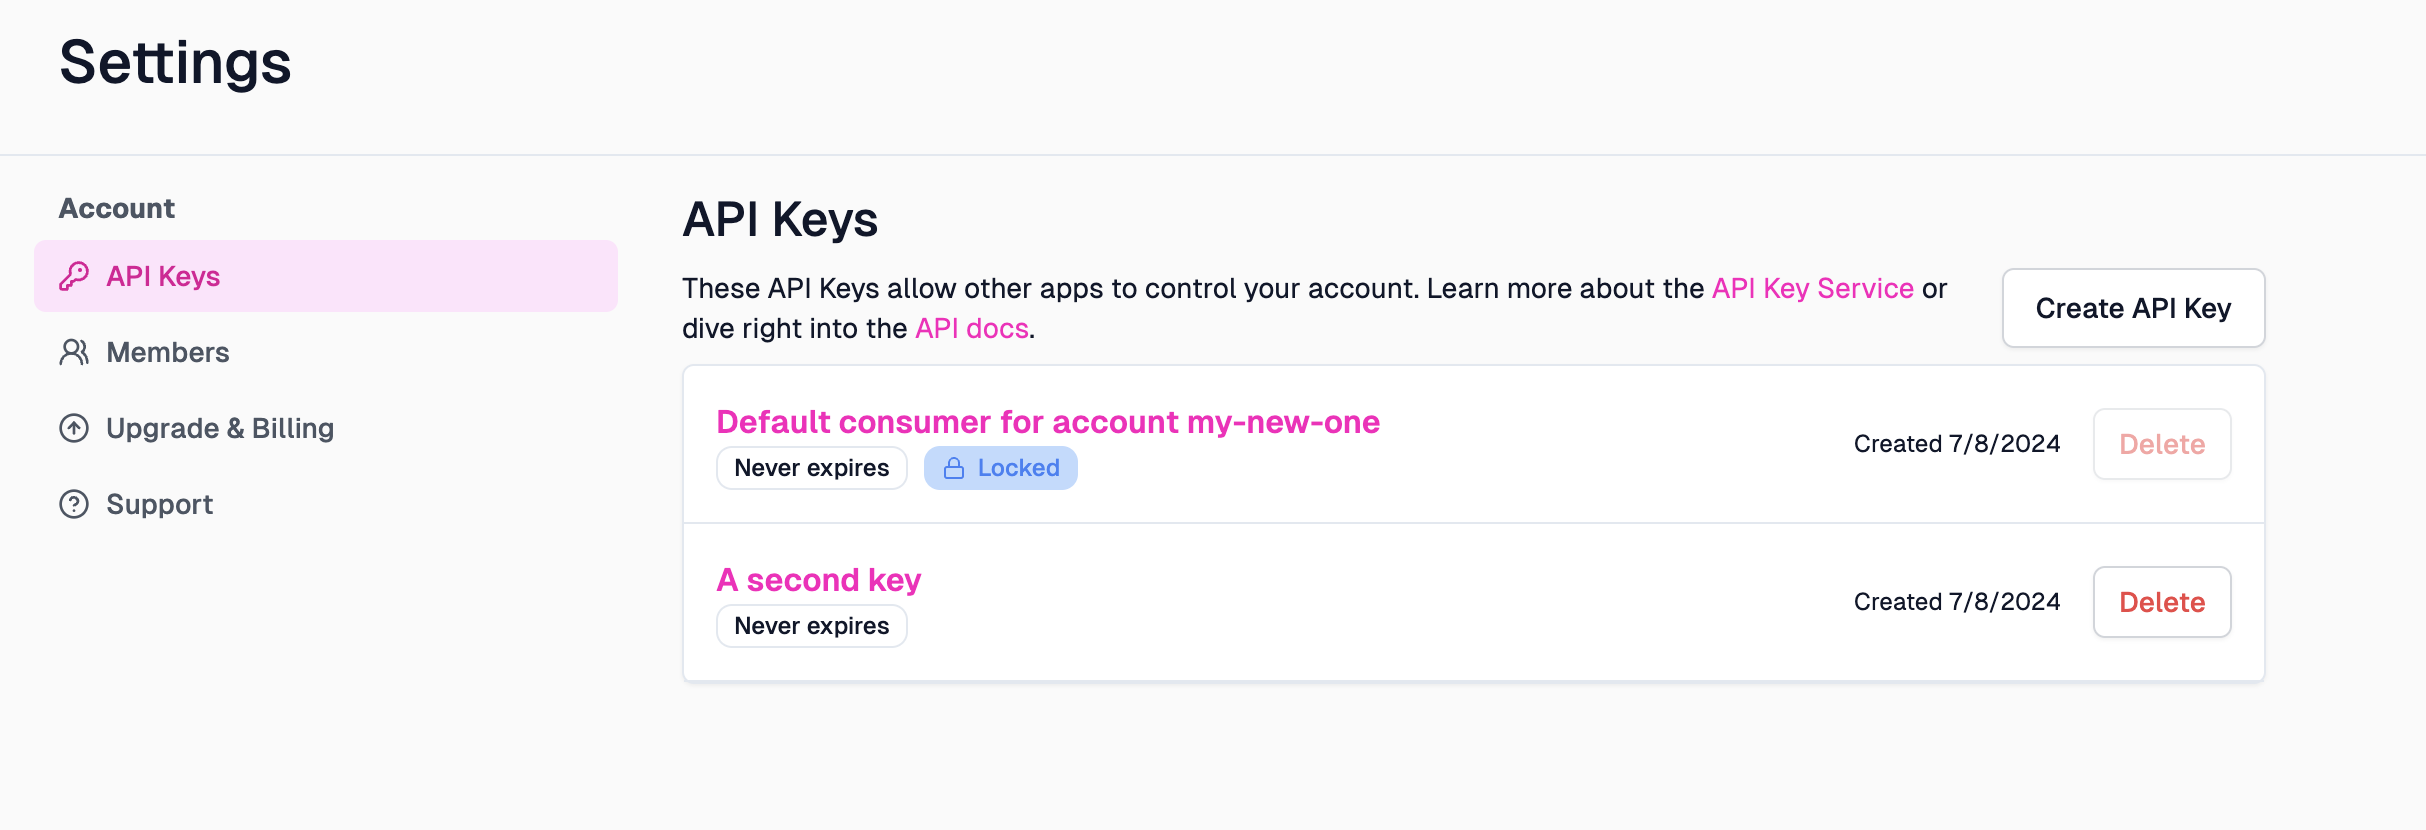 Settings
Account
API Keys
Members
Upgrade & Billing
Support
API Keys
These API Keys allow other apps to control your account. Learn more about the API Key Service or
dive right into the API docs.
Create API Key
Default consumer for account my-new-one
Never expires
Locked
Created 7/8/2024
Delete
A second key
Never expires
Created 7/8/2024
Delete